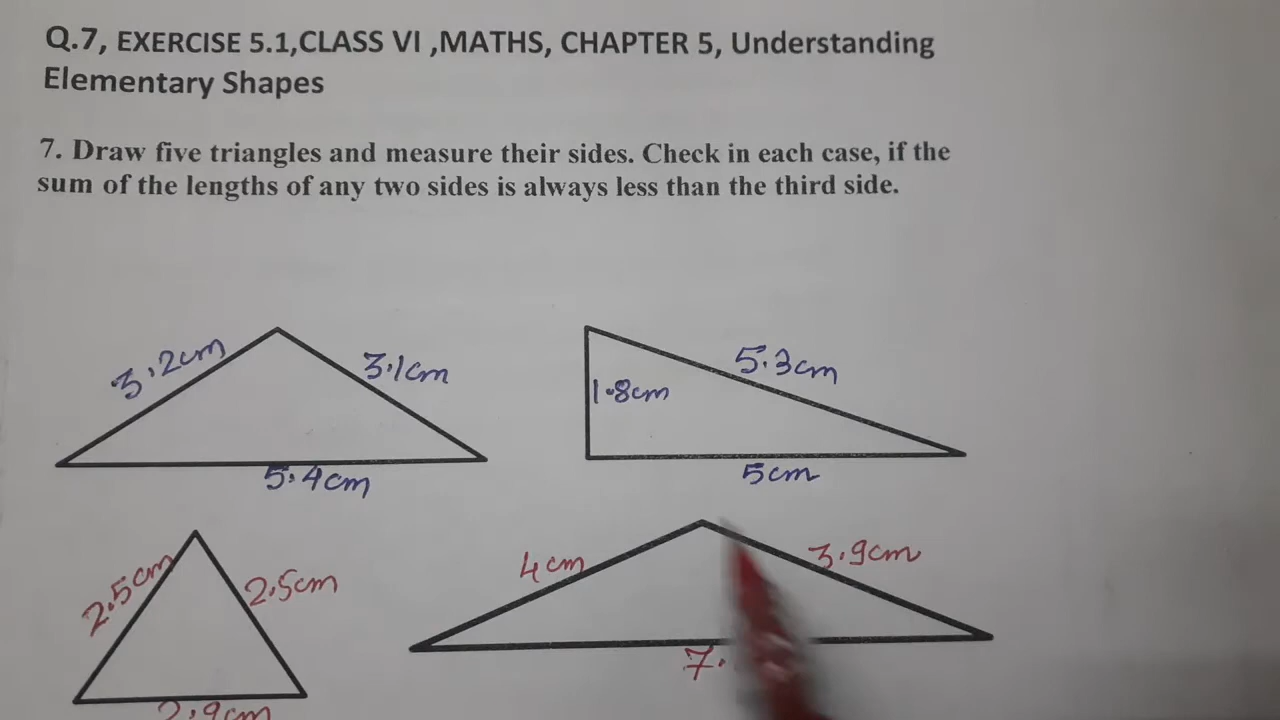 Q.7, EXERCISE 5.1,CLASS VI ,MATHS, CHAPTER 5, Understanding
Elementary Shapes
7. Draw five triangles and measure their sides. Check in each case, if the
sum of the lengths of any two sides is always less than the third side.
3.2cm
3.1cm
5.4cm
5.3cm
1.8cm
5cm
2.5cm
2.5cm
2.9cm
4cm
3.9cm
7.